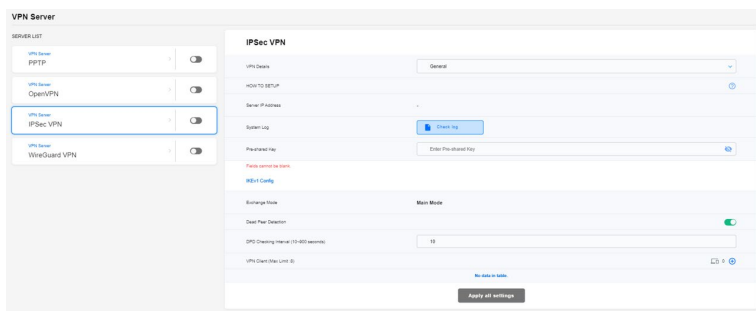 VPN Server
SERVER LIST
VPN Server
PPTP
VPN Server
OpenVPN
VPN Server
IPSec VPN
VPN Server
WireGuard VPN
IPSec VPN
VPN Details General
HOW TO SETUP
Server IP Address -
System Log Check log
Pre-shared Key Enter Pre-shared Key
Fields cannot be blank.
IKEv1 Config
Exchange Mode Main Mode
Dead Peer Detection
DPD Checking Interval (10~900 seconds) 10
VPN Client (Max Limit :8) 0
No data in table.
Apply all settings